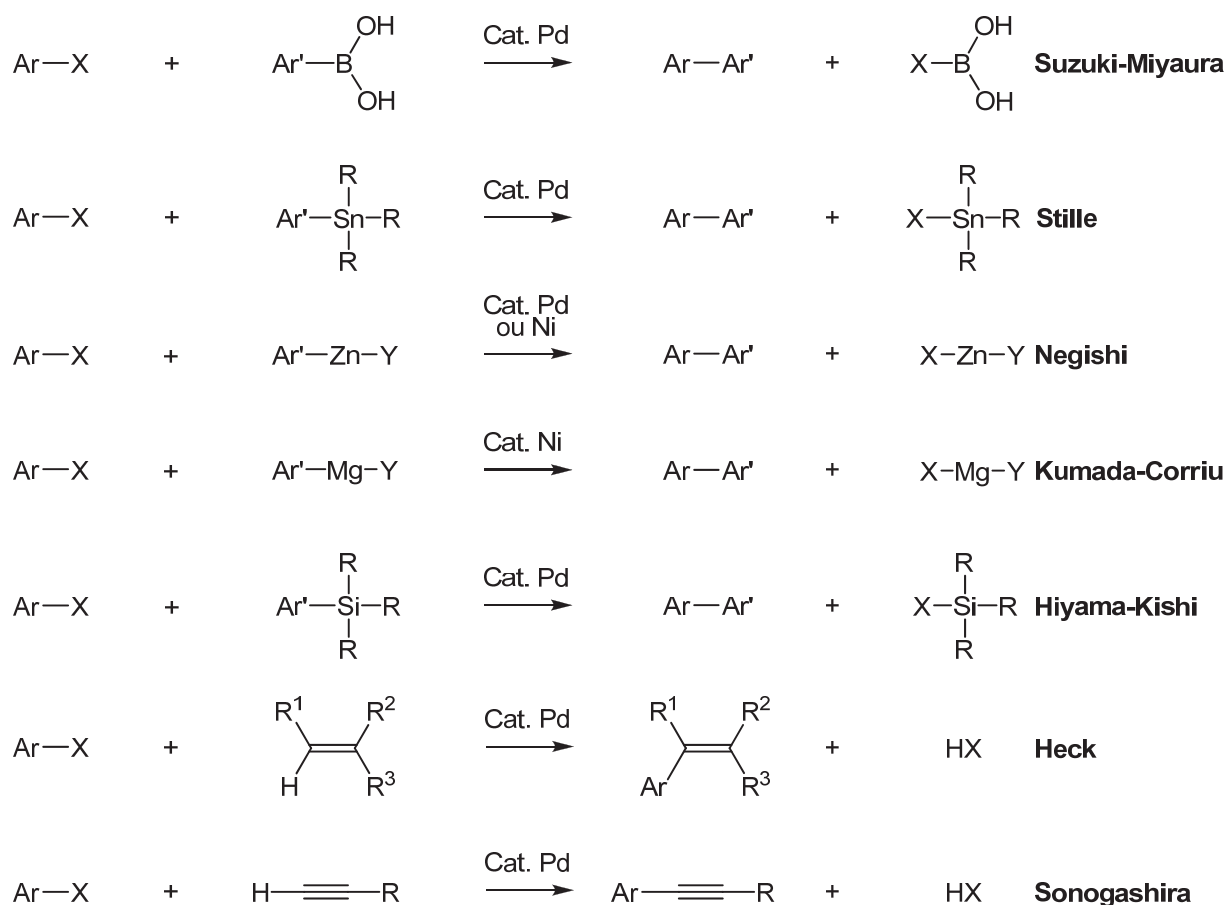 Ar—X + Ar'—B(OH)OH Cat. Pd Ar—Ar' + X—B(OH)OH Suzuki-Miyaura
Ar—X + Ar'—Sn(R)(R)R Cat. Pd Ar—Ar' + X—Sn(R)(R)R Stille
Ar—X + Ar'—Zn—Y Cat. Pd ou Ni Ar—Ar' + X—Zn—Y Negishi
Ar—X + Ar'—Mg—Y Cat. Ni Ar—Ar' + X—Mg—Y Kumada-Corriu
Ar—X + Ar'—Si(R)(R)R Cat. Pd Ar—Ar' + X—Si(R)(R)R Hiyama-Kishi
Ar—X + R¹ R² H R³ Cat. Pd R¹ R² Ar R³ + HX Heck
Ar—X + H—≡—R Cat. Pd Ar—≡—R + HX Sonogashira